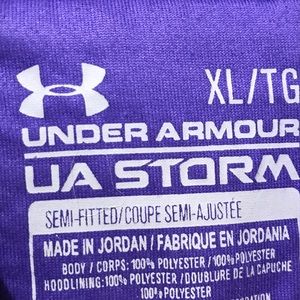 XL/TG
UNDER ARMOUR
UA STORM
SEMI-FITTED/COUPE SEMI-AJUSTÉE
MADE IN JORDAN / FABRIQUE EN JORDANIA
BODY / CORPS: 100% POLYESTER / 100% POLYESTER
HOODLINING: 100% POLYESTER / DOUBLURE DE LA CAPUCHE
100% POLYESTER